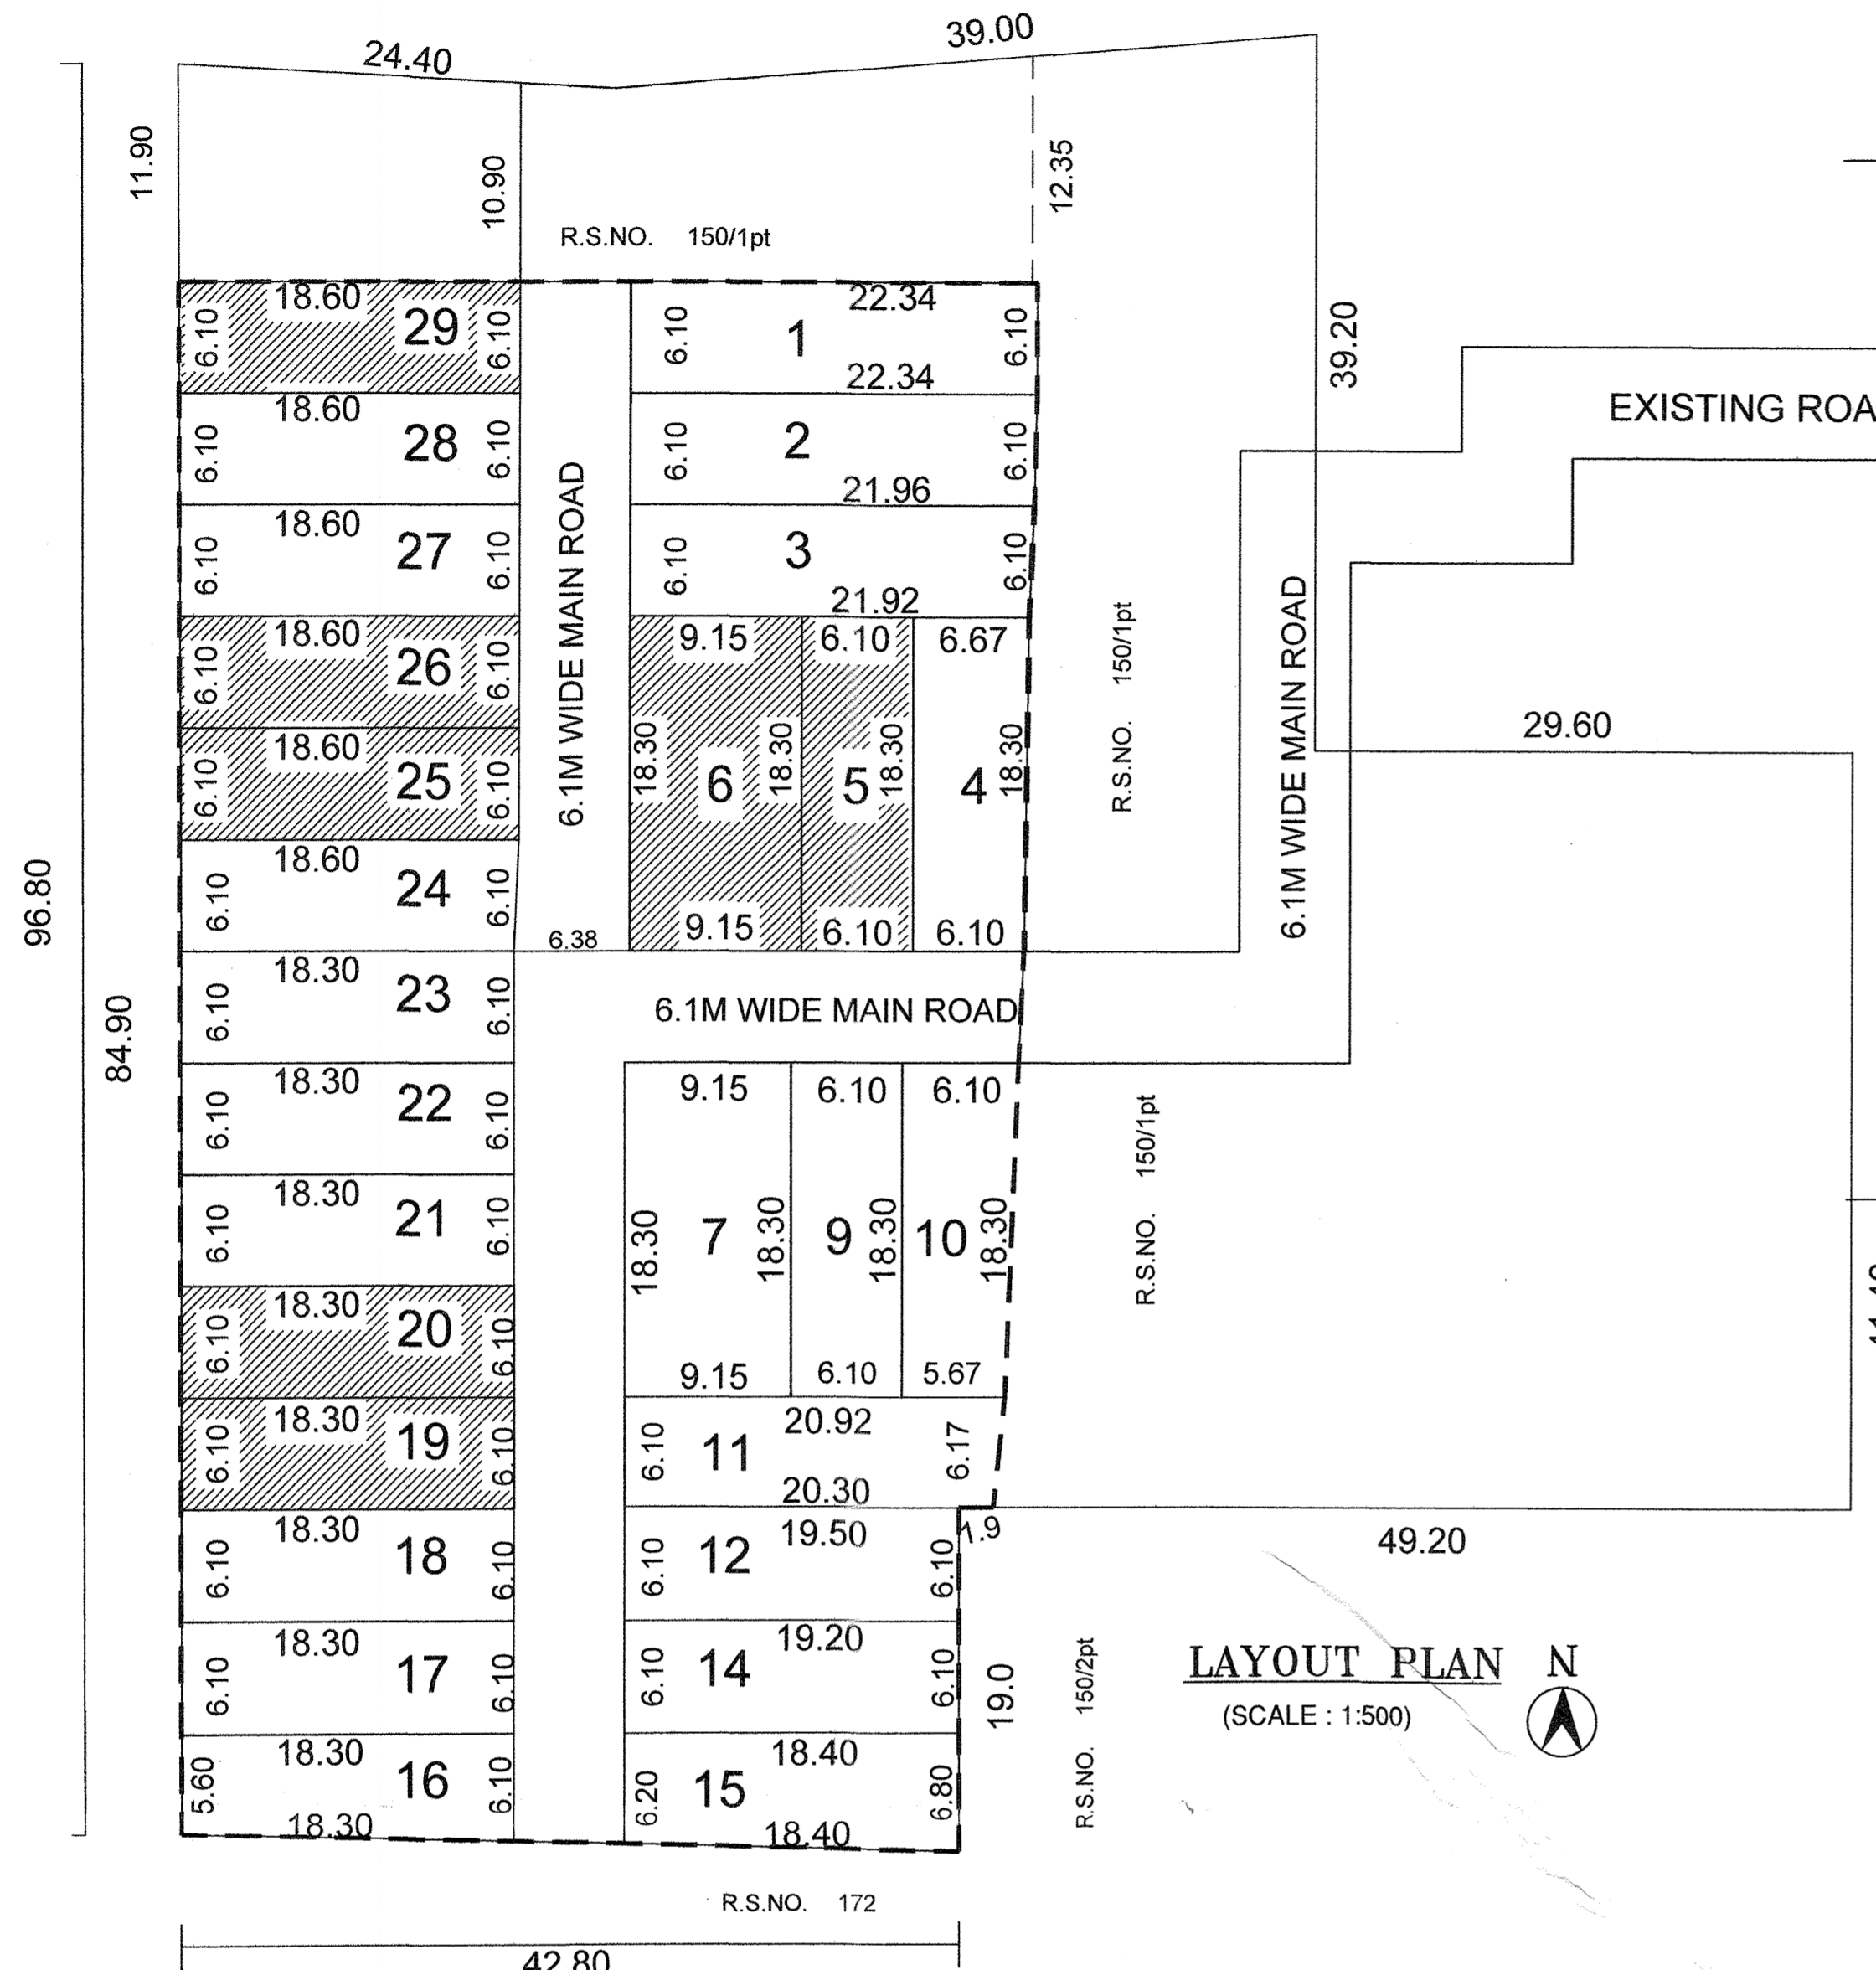 24.40
39.00
11.90
10.90
12.35
R.S.NO. 150/1pt
18.60
6.10 29 6.10
22.34
6.10 1 6.10
22.34
39.20
EXISTING ROA
18.60
6.10 28 6.10
6.10 2 6.10
21.96
18.60
6.10 27 6.10
6.10 3 6.10
21.92
6.1M WIDE MAIN ROAD
18.60
6.10 26 6.10
9.15 6.10 6.67
18.30 6 18.30 5 18.30 4 18.30
9.15 6.10 6.10
R.S.NO. 150/1pt
6.1M WIDE MAIN ROAD
29.60
18.60
6.10 25 6.10
18.60
6.10 24 6.10
6.38
96.80
84.90
18.30
6.10 23 6.10
6.1M WIDE MAIN ROAD
18.30
6.10 22 6.10
9.15 6.10 6.10
18.30 7 18.30 9 18.30 10 18.30
9.15 6.10 5.67
R.S.NO. 150/1pt
18.30
6.10 21 6.10
18.30
6.10 20 6.10
18.30
6.10 19 6.10
20.92
6.10 11 6.17
20.30
18.30
6.10 18 6.10
19.50
6.10 12 6.10
1.9
49.20
18.30
6.10 17 6.10
19.20
6.10 14 6.10
19.0
R.S.NO. 150/2pt
LAYOUT PLAN N
(SCALE : 1:500)
18.30
5.60 16 6.10
18.30
18.40
6.20 15 6.80
18.40
R.S.NO. 172
42.80